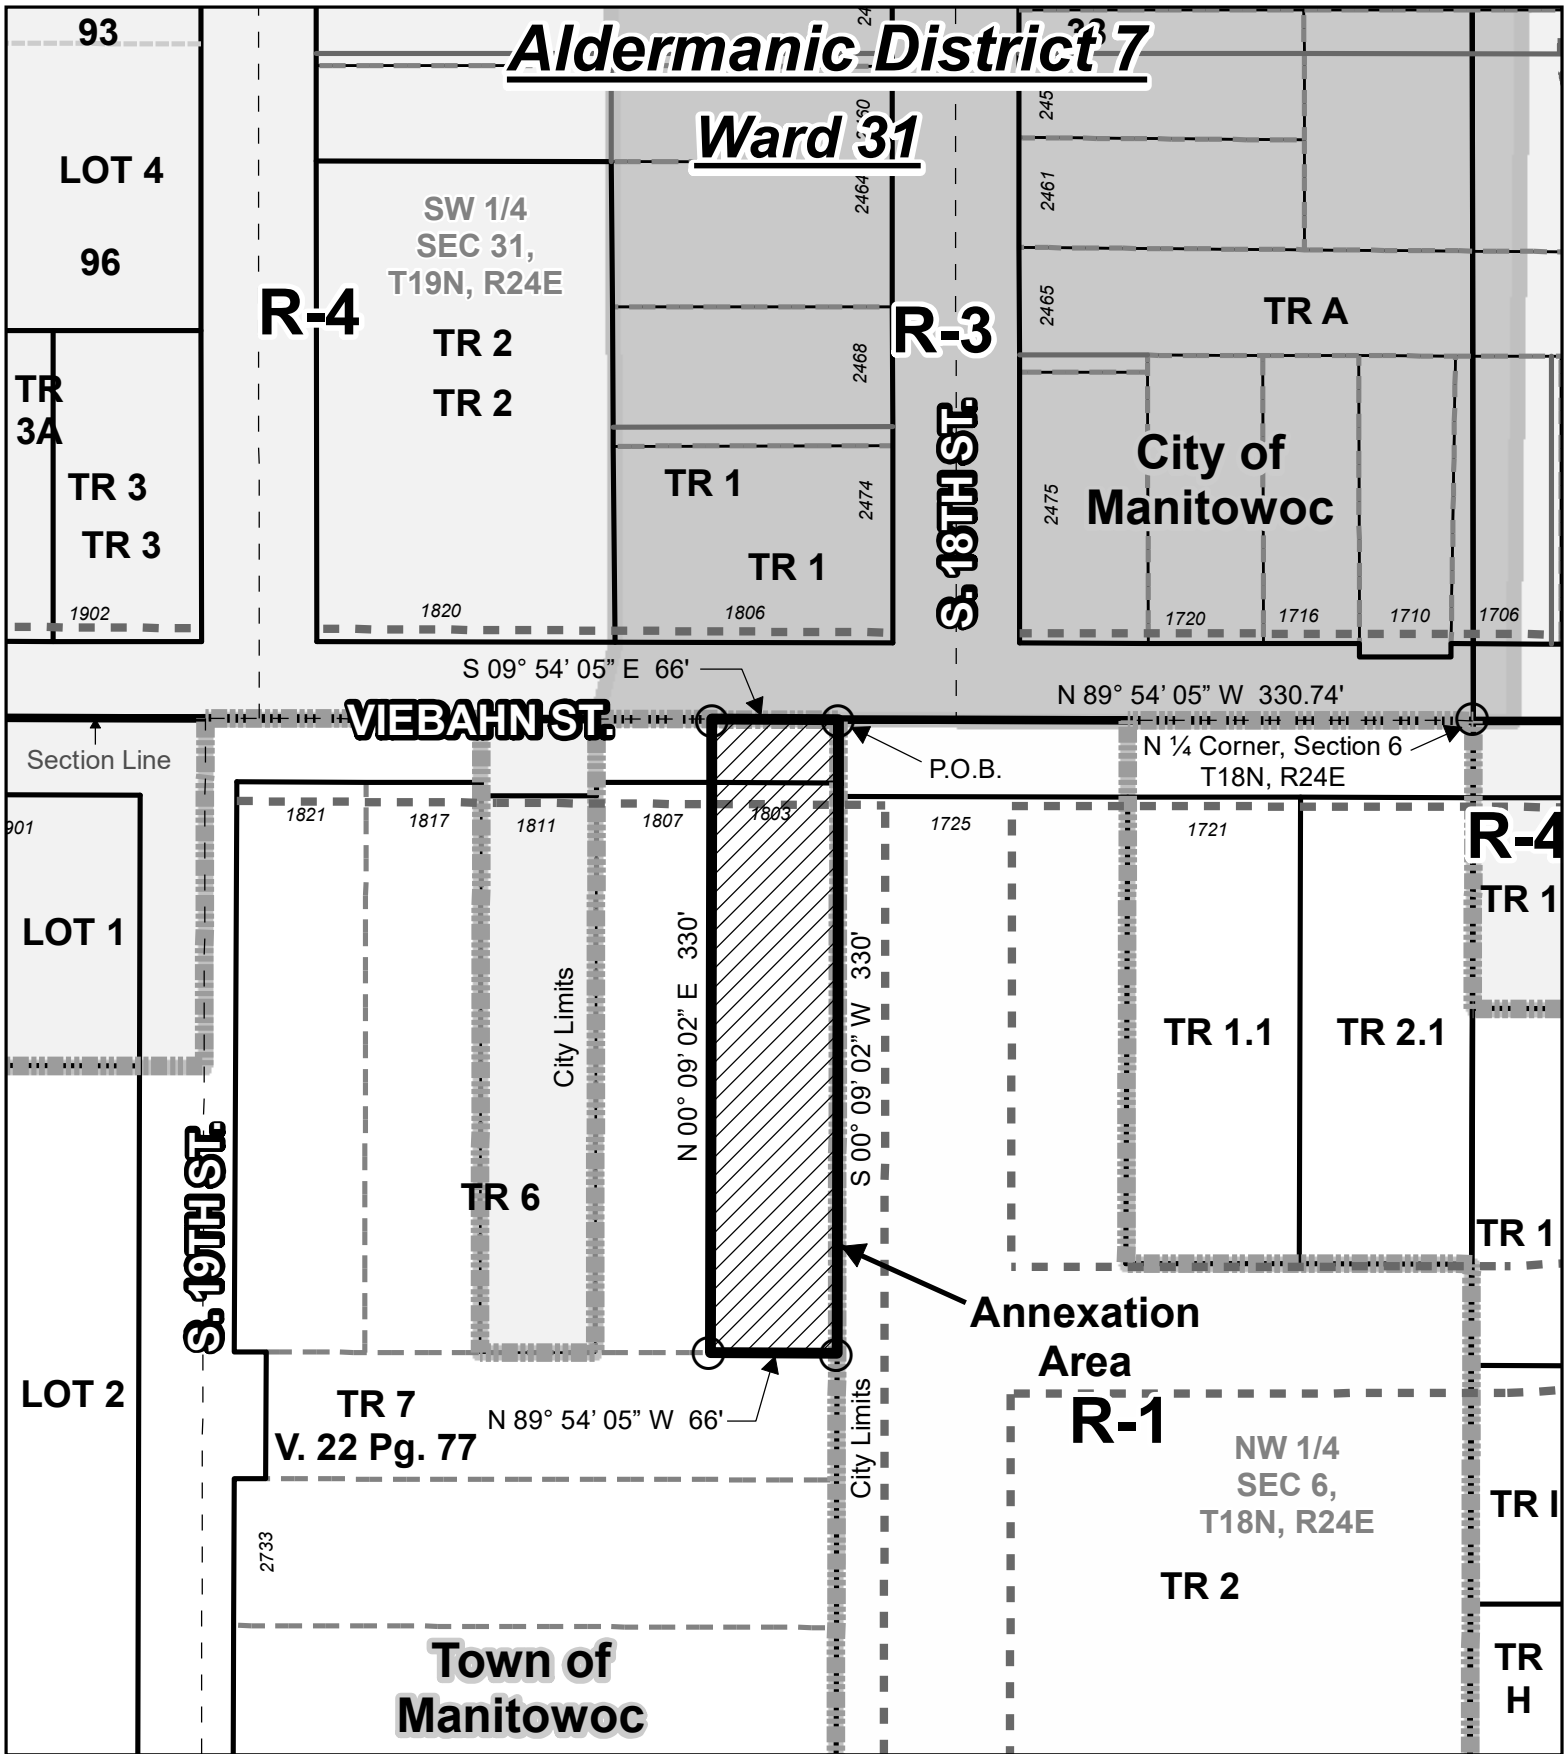 93
24
33
Aldermanic District 7
2460
245
Ward 31
LOT 4
2464
2461
SW 1/4
SEC 31,
T19N, R24E
96
R-4
R-3
2465
TR A
TR 2
2468
TR
3A
TR 2
City of
Manitowoc
TR 3
TR 1
2474
2475
S. 18TH ST.
TR 3
TR 1
1902
1820
1806
1720
1716
1710
1706
S 09° 54’ 05” E 66'
N 89° 54’ 05” W 330.74'
VIEBAHN ST.
Section Line
P.O.B.
N ¼ Corner, Section 6
T18N, R24E
901
1821
1817
1811
1807
1803
1725
1721
R-4
TR 1
LOT 1
City Limits
N 00° 09’ 02” E 330'
S 00° 09’ 02” W 330'
TR 1.1
TR 2.1
S. 19TH ST.
TR 6
TR 1
Annexation
Area
LOT 2
TR 7
V. 22 Pg. 77
N 89° 54’ 05” W 66'
City Limits
R-1
NW 1/4
SEC 6,
T18N, R24E
TR I
2733
TR 2
Town of
Manitowoc
TR
H